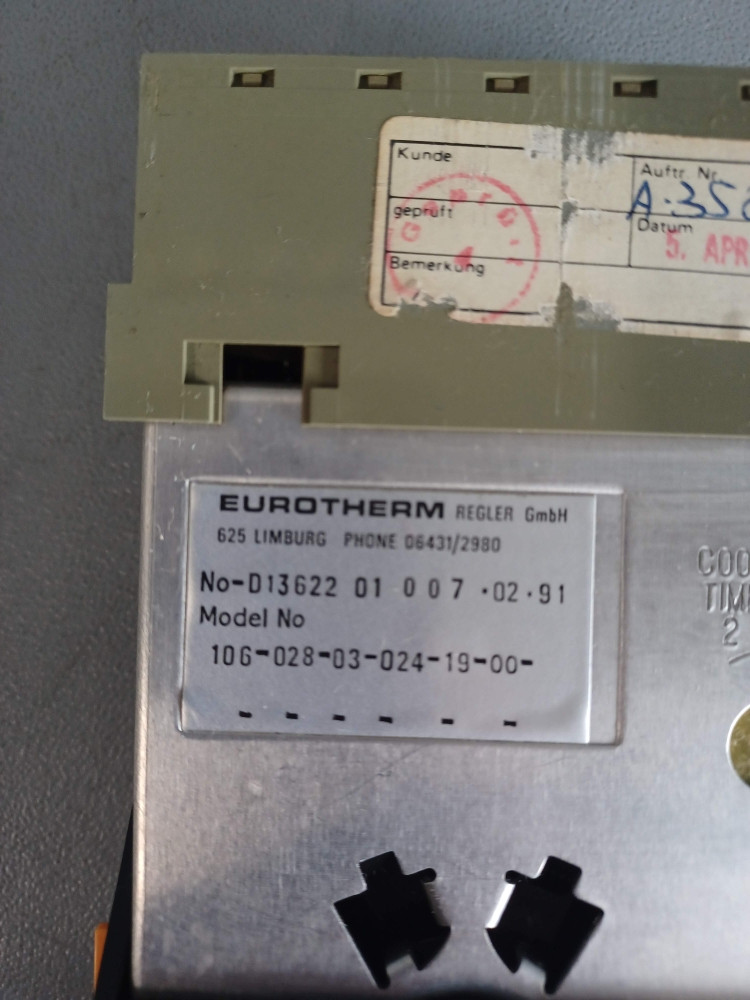 Kunde
Auftr. Nr.
A.35
geprüft
Datum
4
5. APR
Bemerkung
EUROTHERM REGLER GmbH
625 LIMBURG PHONE 06431/2980
No-D13622 01 0 0 7 ·02·91
Model No
106-028-03-024-19-00-
- - - - - -
COO
TIM
2